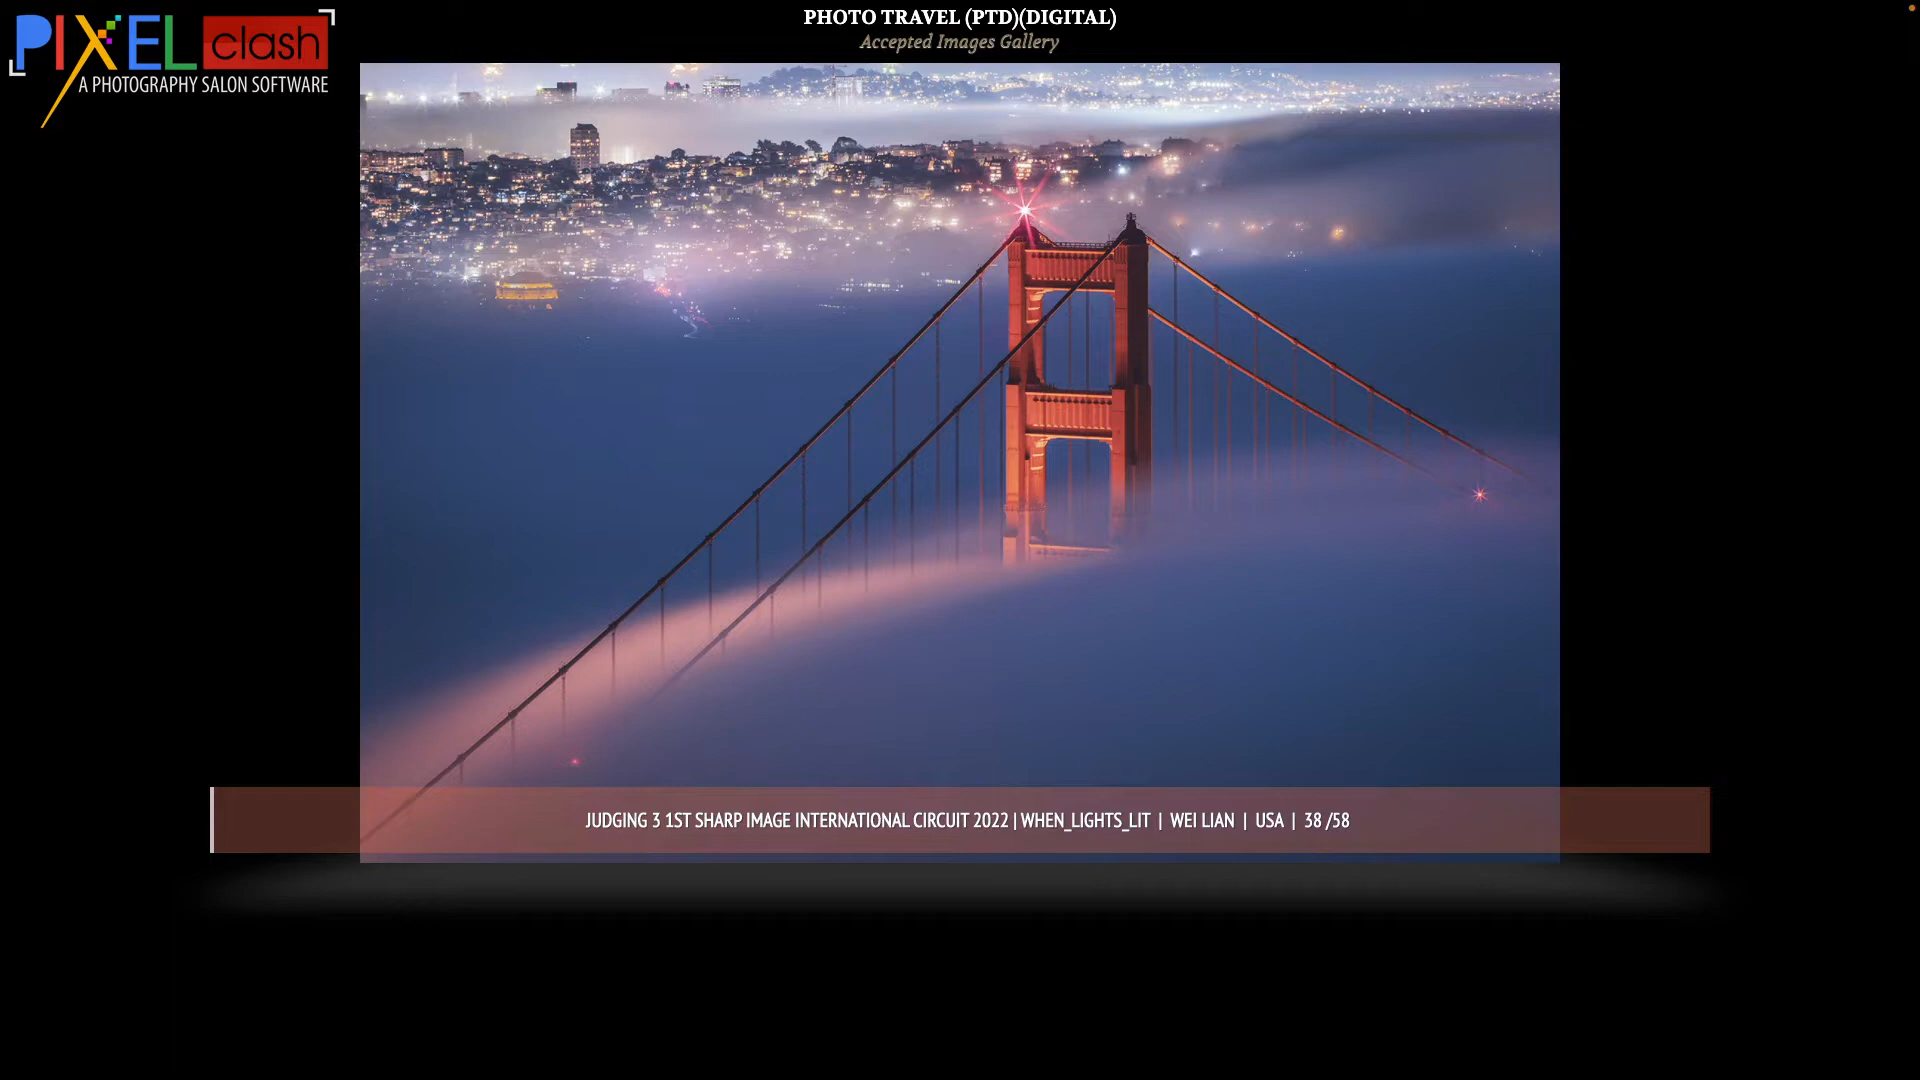 PIXEL clash
A PHOTOGRAPHY SALON SOFTWARE
PHOTO TRAVEL (PTD)(DIGITAL)
Accepted Images Gallery
JUDGING 3 1ST SHARP IMAGE INTERNATIONAL CIRCUIT 2022 | WHEN_LIGHTS_LIT | WEI LIAN | USA | 38 /58